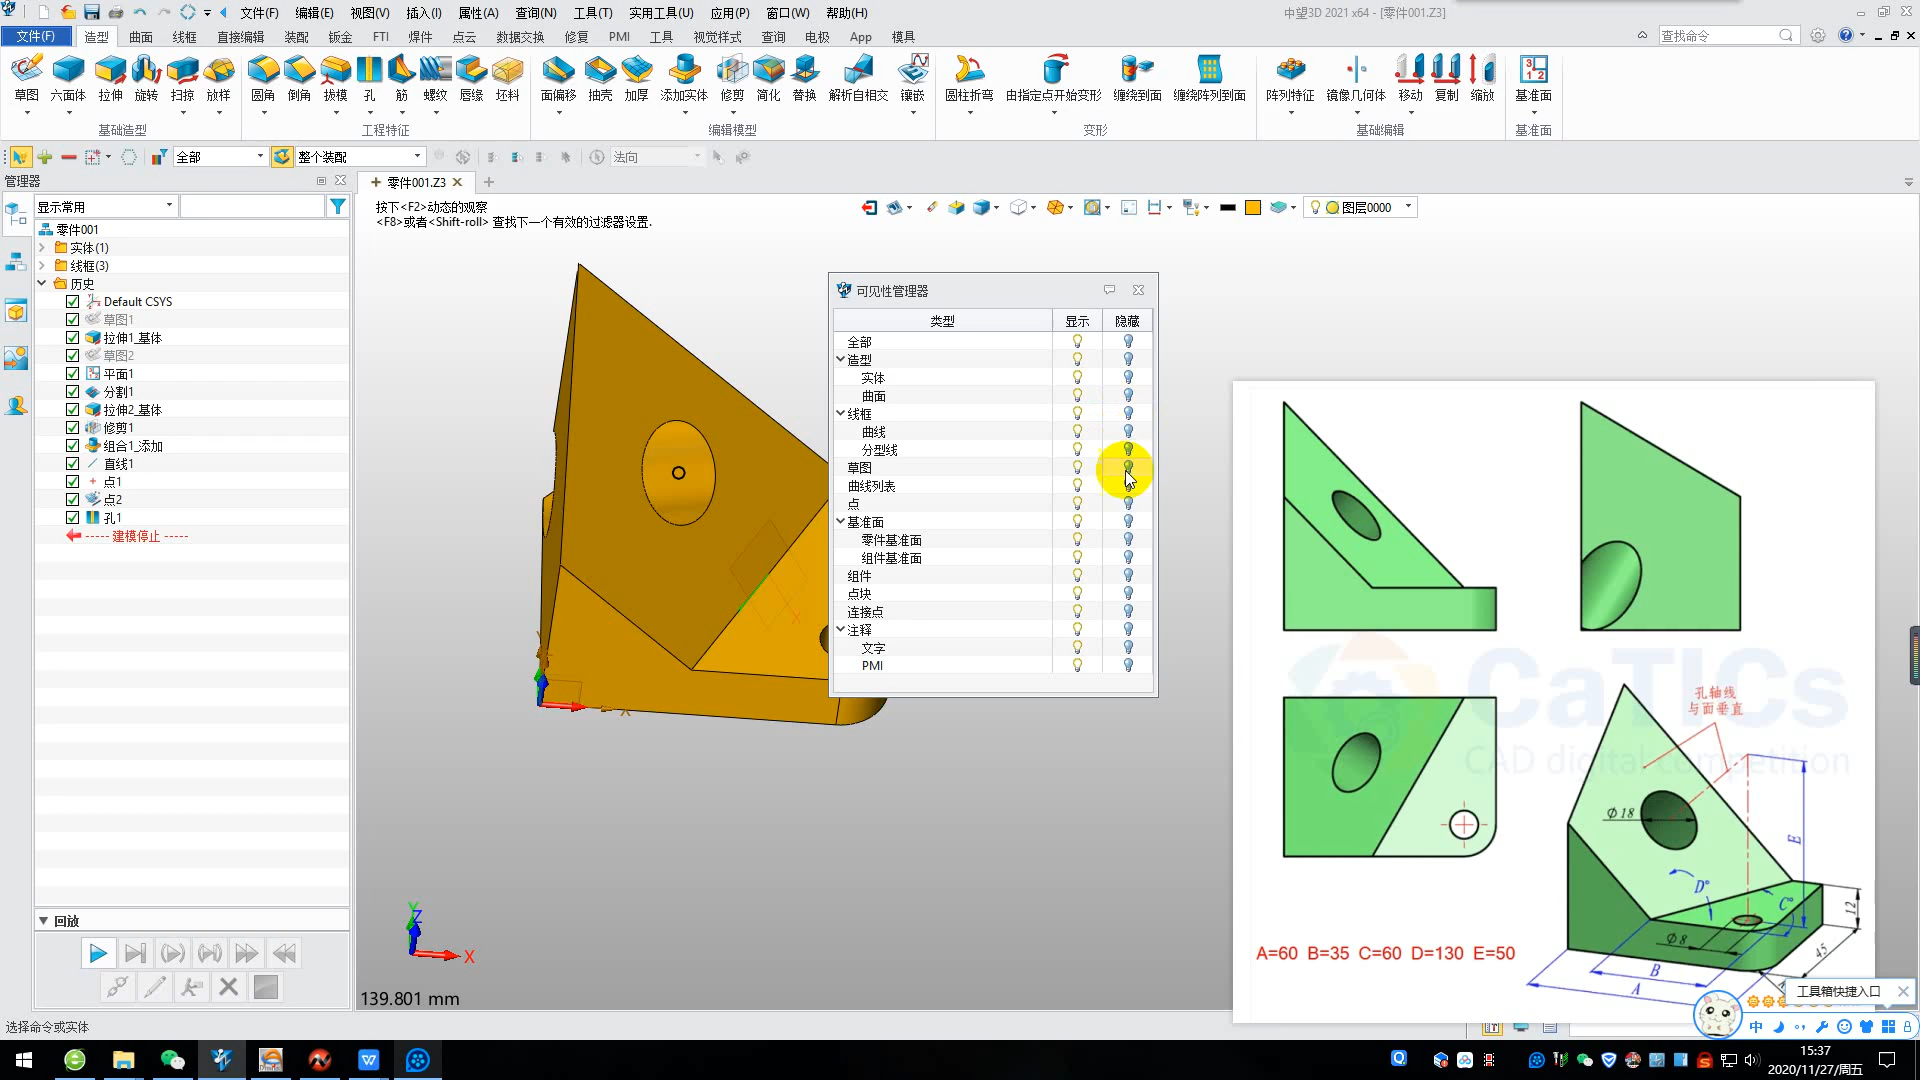 文件(F) 编辑(E) 视图(V) 插入(I) 属性(A) 查询(N) 工具(T) 实用工具(U) 应用(P) 窗口(W) 帮助(H)
中望3D 2021 x64 - [零件001.Z3]
文件(F) 造型 曲面 线框 直接编辑 装配 钣金 FTI 焊件 点云 数据交换 修复 PMI 工具 视觉样式 查询 电极 App 模具
查找命令
草图 六面体 拉伸 旋转 扫掠 放样 圆角 倒角 拔模 孔 筋 螺纹 唇缘 坯料 面偏移 抽壳 加厚 添加实体 修剪 简化 替换 解析自相交 镶嵌 圆柱折弯 由指定点开始变形 缠绕到面 缠绕阵列到面 阵列特征 镜像几何体 移动 复制 缩放 基准面
基础造型 工程特征 编辑模型 变形 基础编辑 基准面
全部 整个装配 法向
管理器
零件001.Z3
显示常用
按下<F2>动态的观察
<F8>或者<Shift-roll> 查找下一个有效的过滤器设置.
图层0000
零件001
实体(1)
线框(3)
历史
Default CSYS
草图1
拉伸1_基体
草图2
平面1
分割1
拉伸2_基体
修剪1
组合1_添加
直线1
点1
点2
孔1
----- 建模停止 -----
可见性管理器
类型 显示 隐藏
全部
造型
实体
曲面
线框
曲线
分型线
草图
曲线列表
点
基准面
零件基准面
组件基准面
组件
点块
连接点
注释
文字
PMI
X
X
CaTICs
CAD digital competition
孔轴线
与面垂直
Φ18
E
D°
C°
12
Φ8
45
B
A
A=60 B=35 C=60 D=130 E=50
回放
Y
Z
X
139.801 mm
工具箱快捷入口
选择命令或实体
中
15:37
2020/11/27/周五